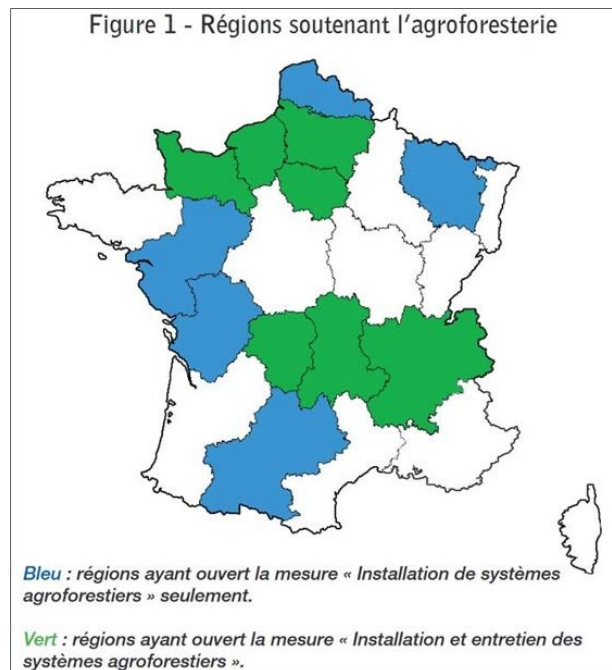 Figure 1 - Régions soutenant l'agroforesterie
Bleu : régions ayant ouvert la mesure « Installation de systèmes
agroforestiers » seulement.
Vert : régions ayant ouvert la mesure « Installation et entretien des
systèmes agroforestiers ».